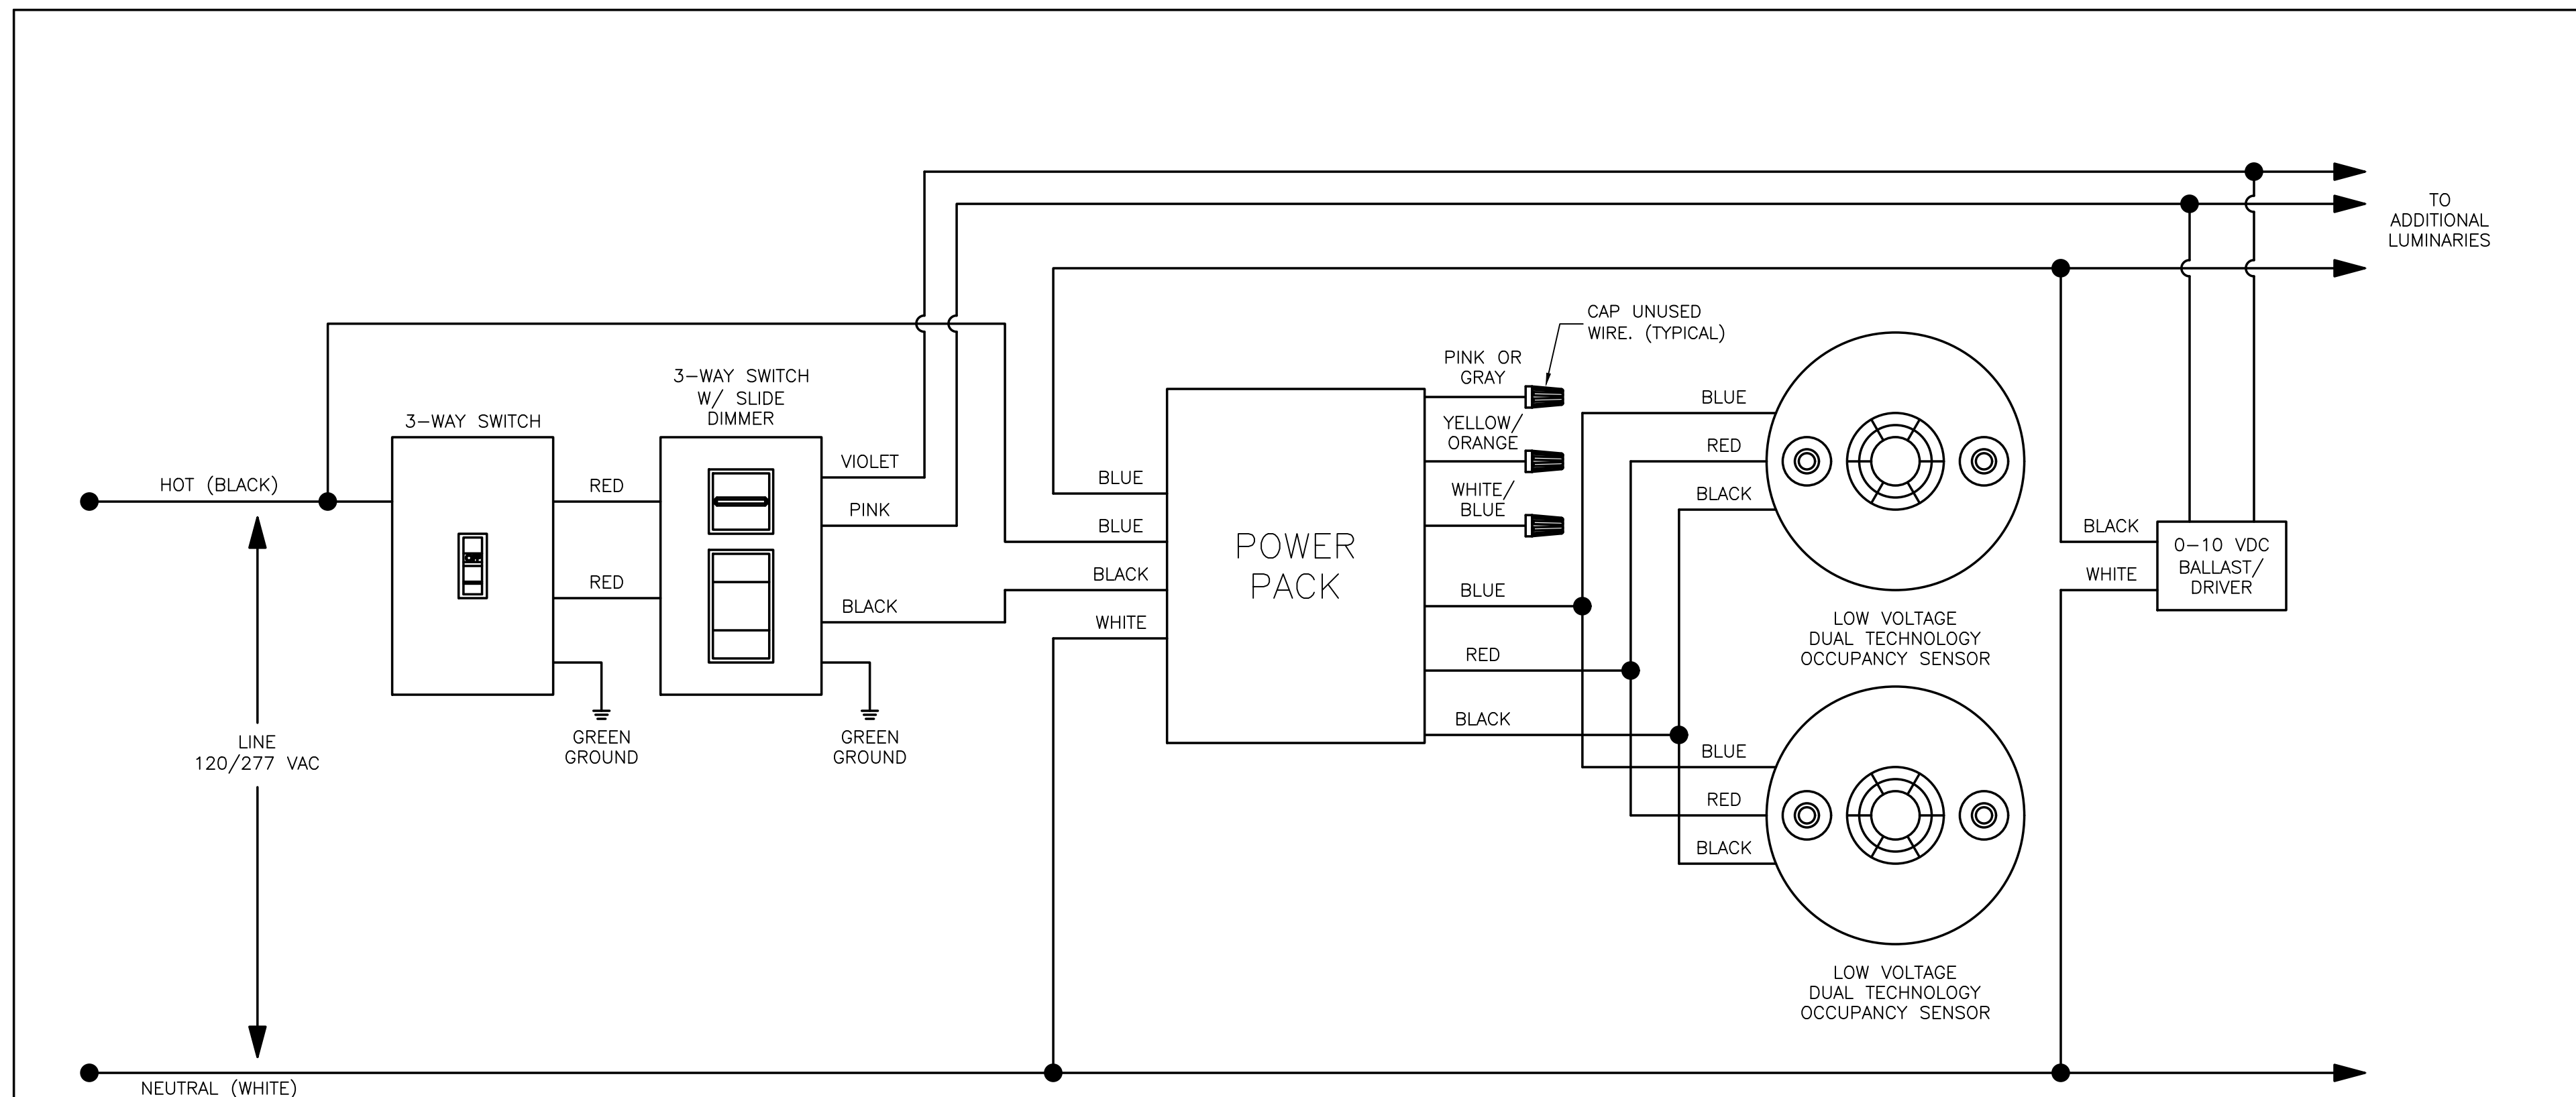 TO
ADDITIONAL
LUMINARIES
CAP UNUSED
WIRE. (TYPICAL)
PINK OR
GRAY
YELLOW/
ORANGE
WHITE/
BLUE
3-WAY SWITCH
W/ SLIDE
DIMMER
3-WAY SWITCH
HOT (BLACK)
OFF
RED
RED
VIOLET
PINK
BLACK
GREEN
GROUND
GREEN
GROUND
LINE
120/277 VAC
NEUTRAL (WHITE)
BLUE
BLUE
BLACK
WHITE
POWER
PACK
BLUE
RED
BLACK
BLUE
RED
BLACK
LOW VOLTAGE
DUAL TECHNOLOGY
OCCUPANCY SENSOR
BLUE
RED
BLACK
LOW VOLTAGE
DUAL TECHNOLOGY
OCCUPANCY SENSOR
BLACK
WHITE
0-10 VDC
BALLAST/
DRIVER